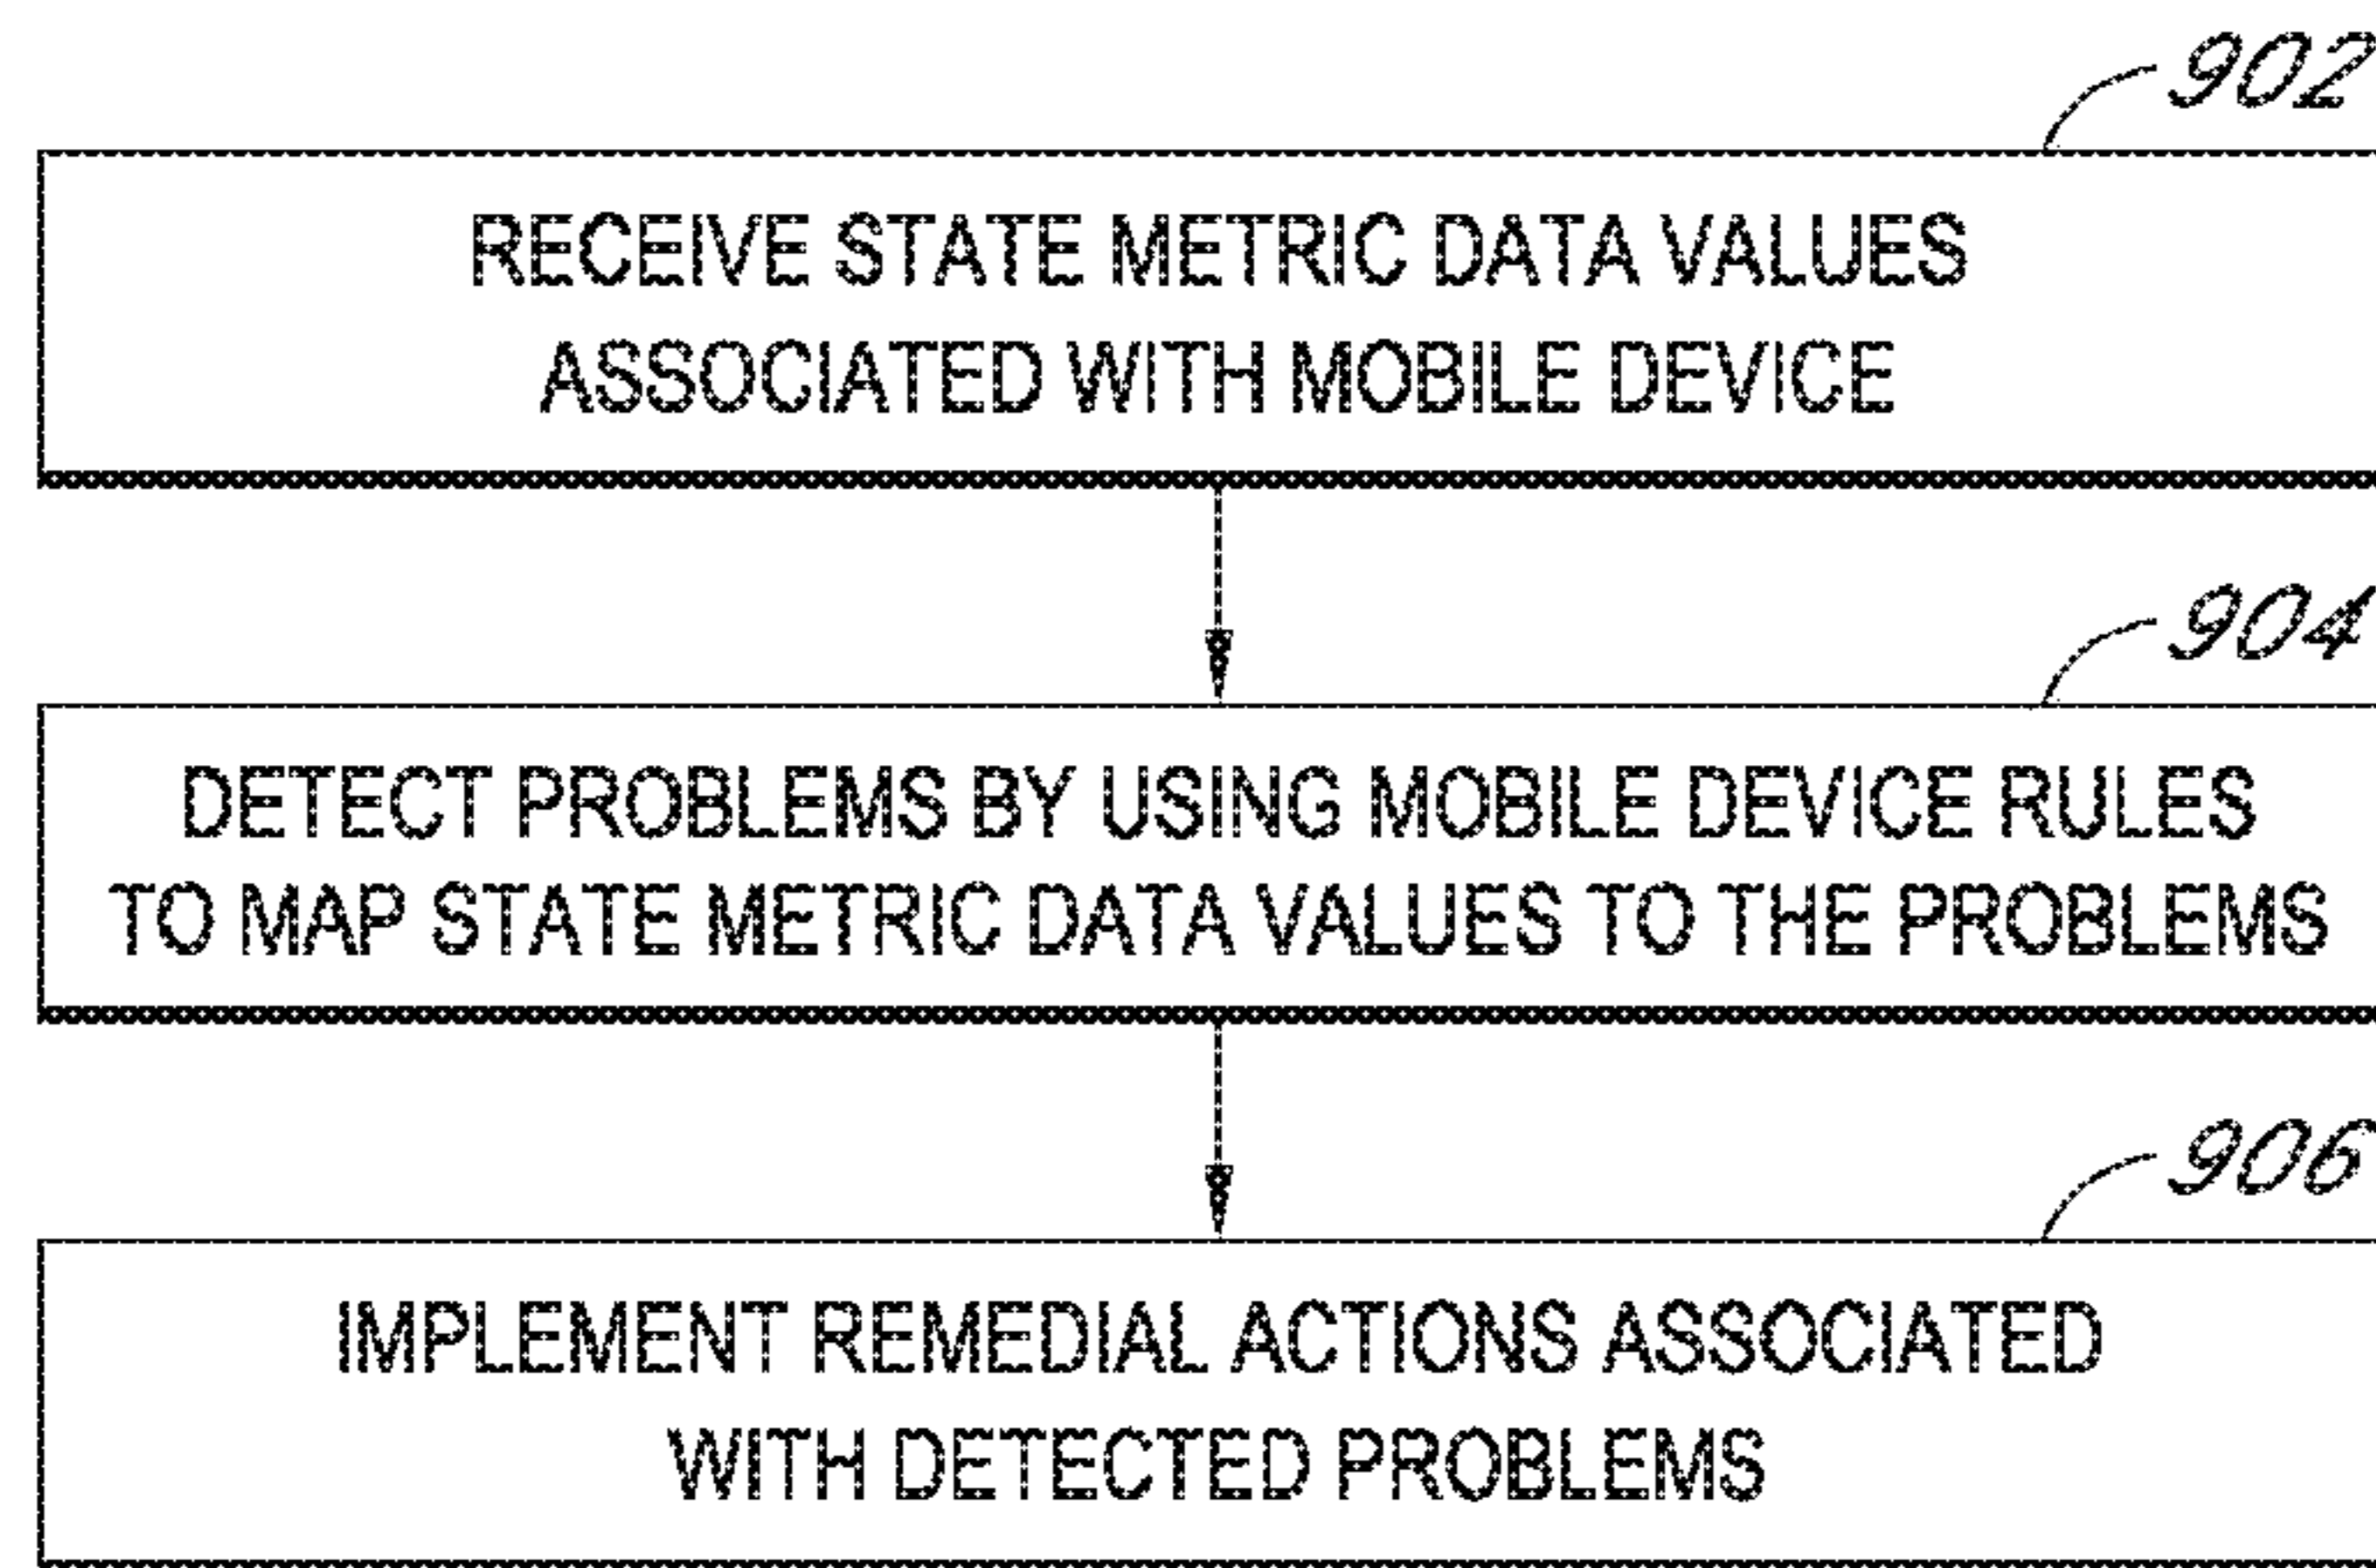 902
RECEIVE STATE METRIC DATA VALUES
ASSOCIATED WITH MOBILE DEVICE
904
DETECT PROBLEMS BY USING MOBILE DEVICE RULES
TO MAP STATE METRIC DATA VALUES TO THE PROBLEMS
906
IMPLEMENT REMEDIAL ACTIONS ASSOCIATED
WITH DETECTED PROBLEMS